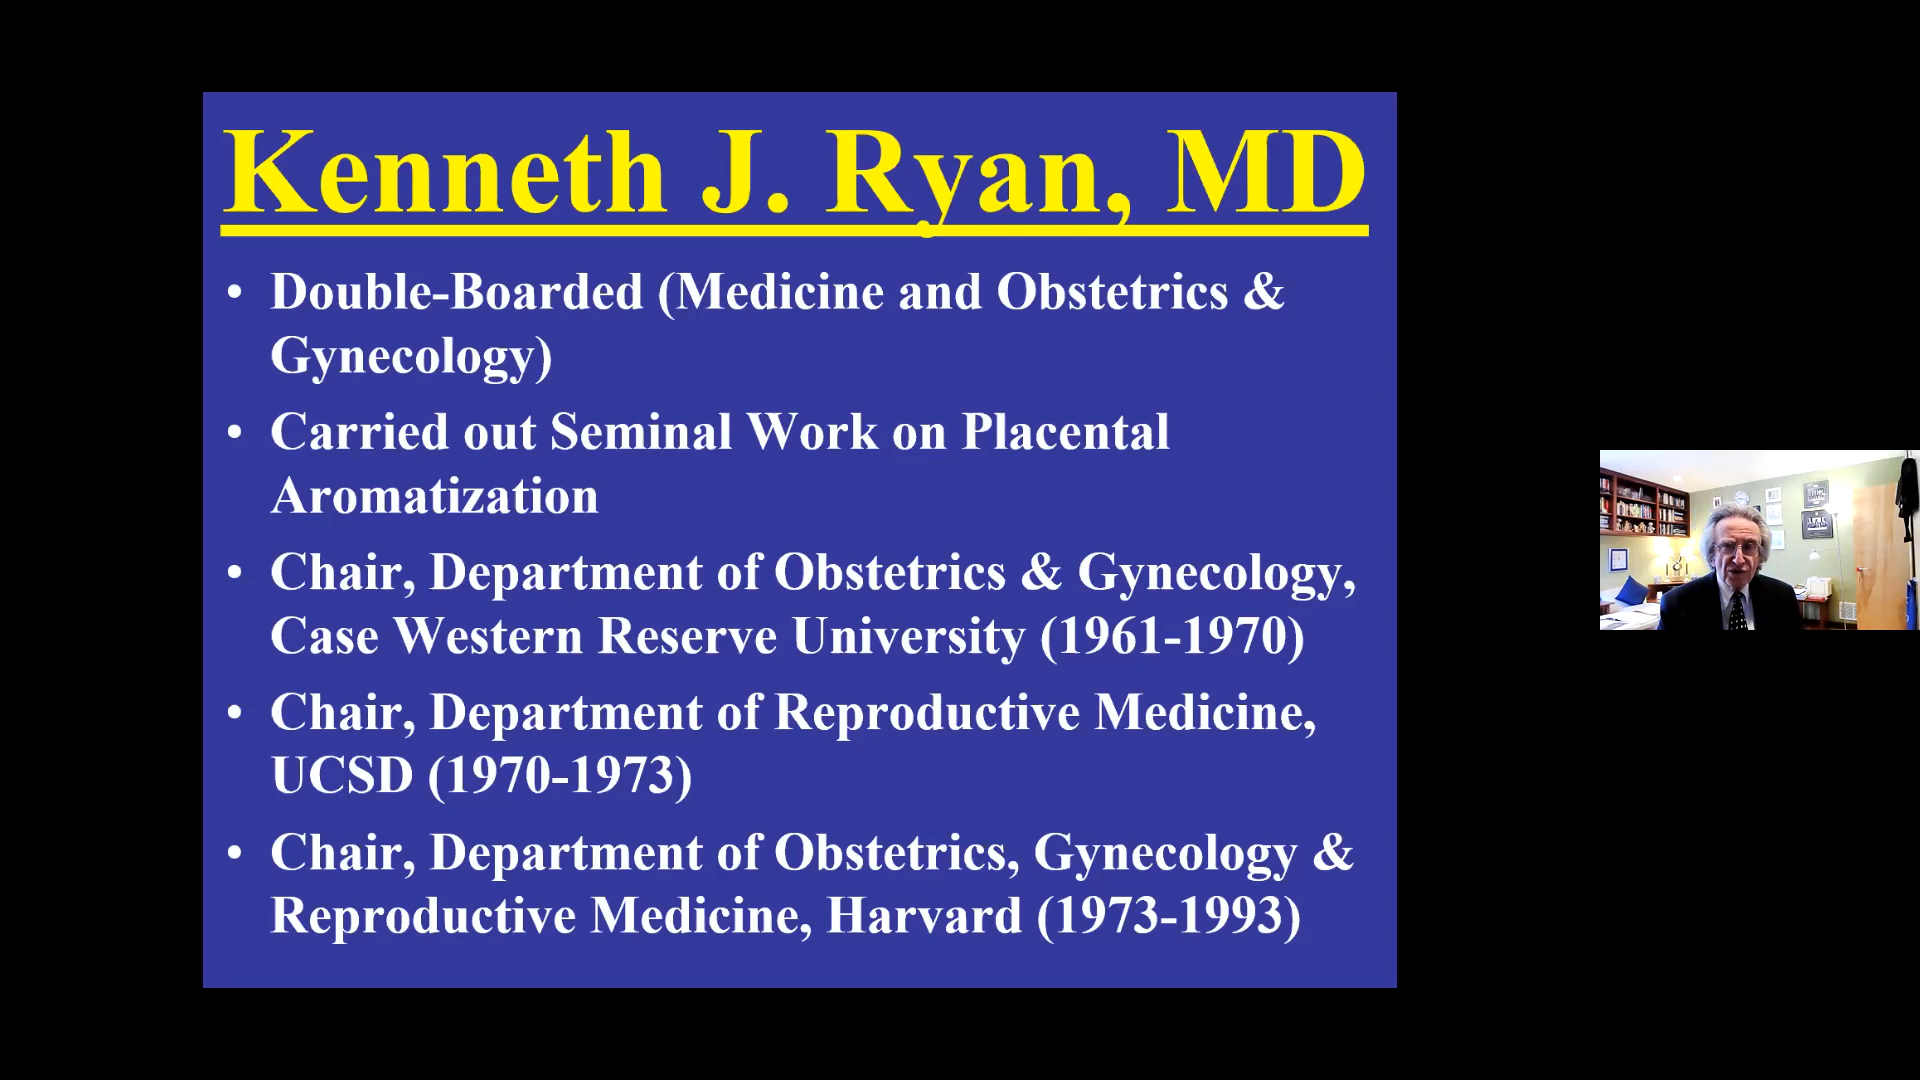 Kenneth J. Ryan, MD
• Double-Boarded (Medicine and Obstetrics &
Gynecology)
• Carried out Seminal Work on Placental
Aromatization
• Chair, Department of Obstetrics & Gynecology,
Case Western Reserve University (1961-1970)
• Chair, Department of Reproductive Medicine,
UCSD (1970-1973)
• Chair, Department of Obstetrics, Gynecology &
Reproductive Medicine, Harvard (1973-1993)